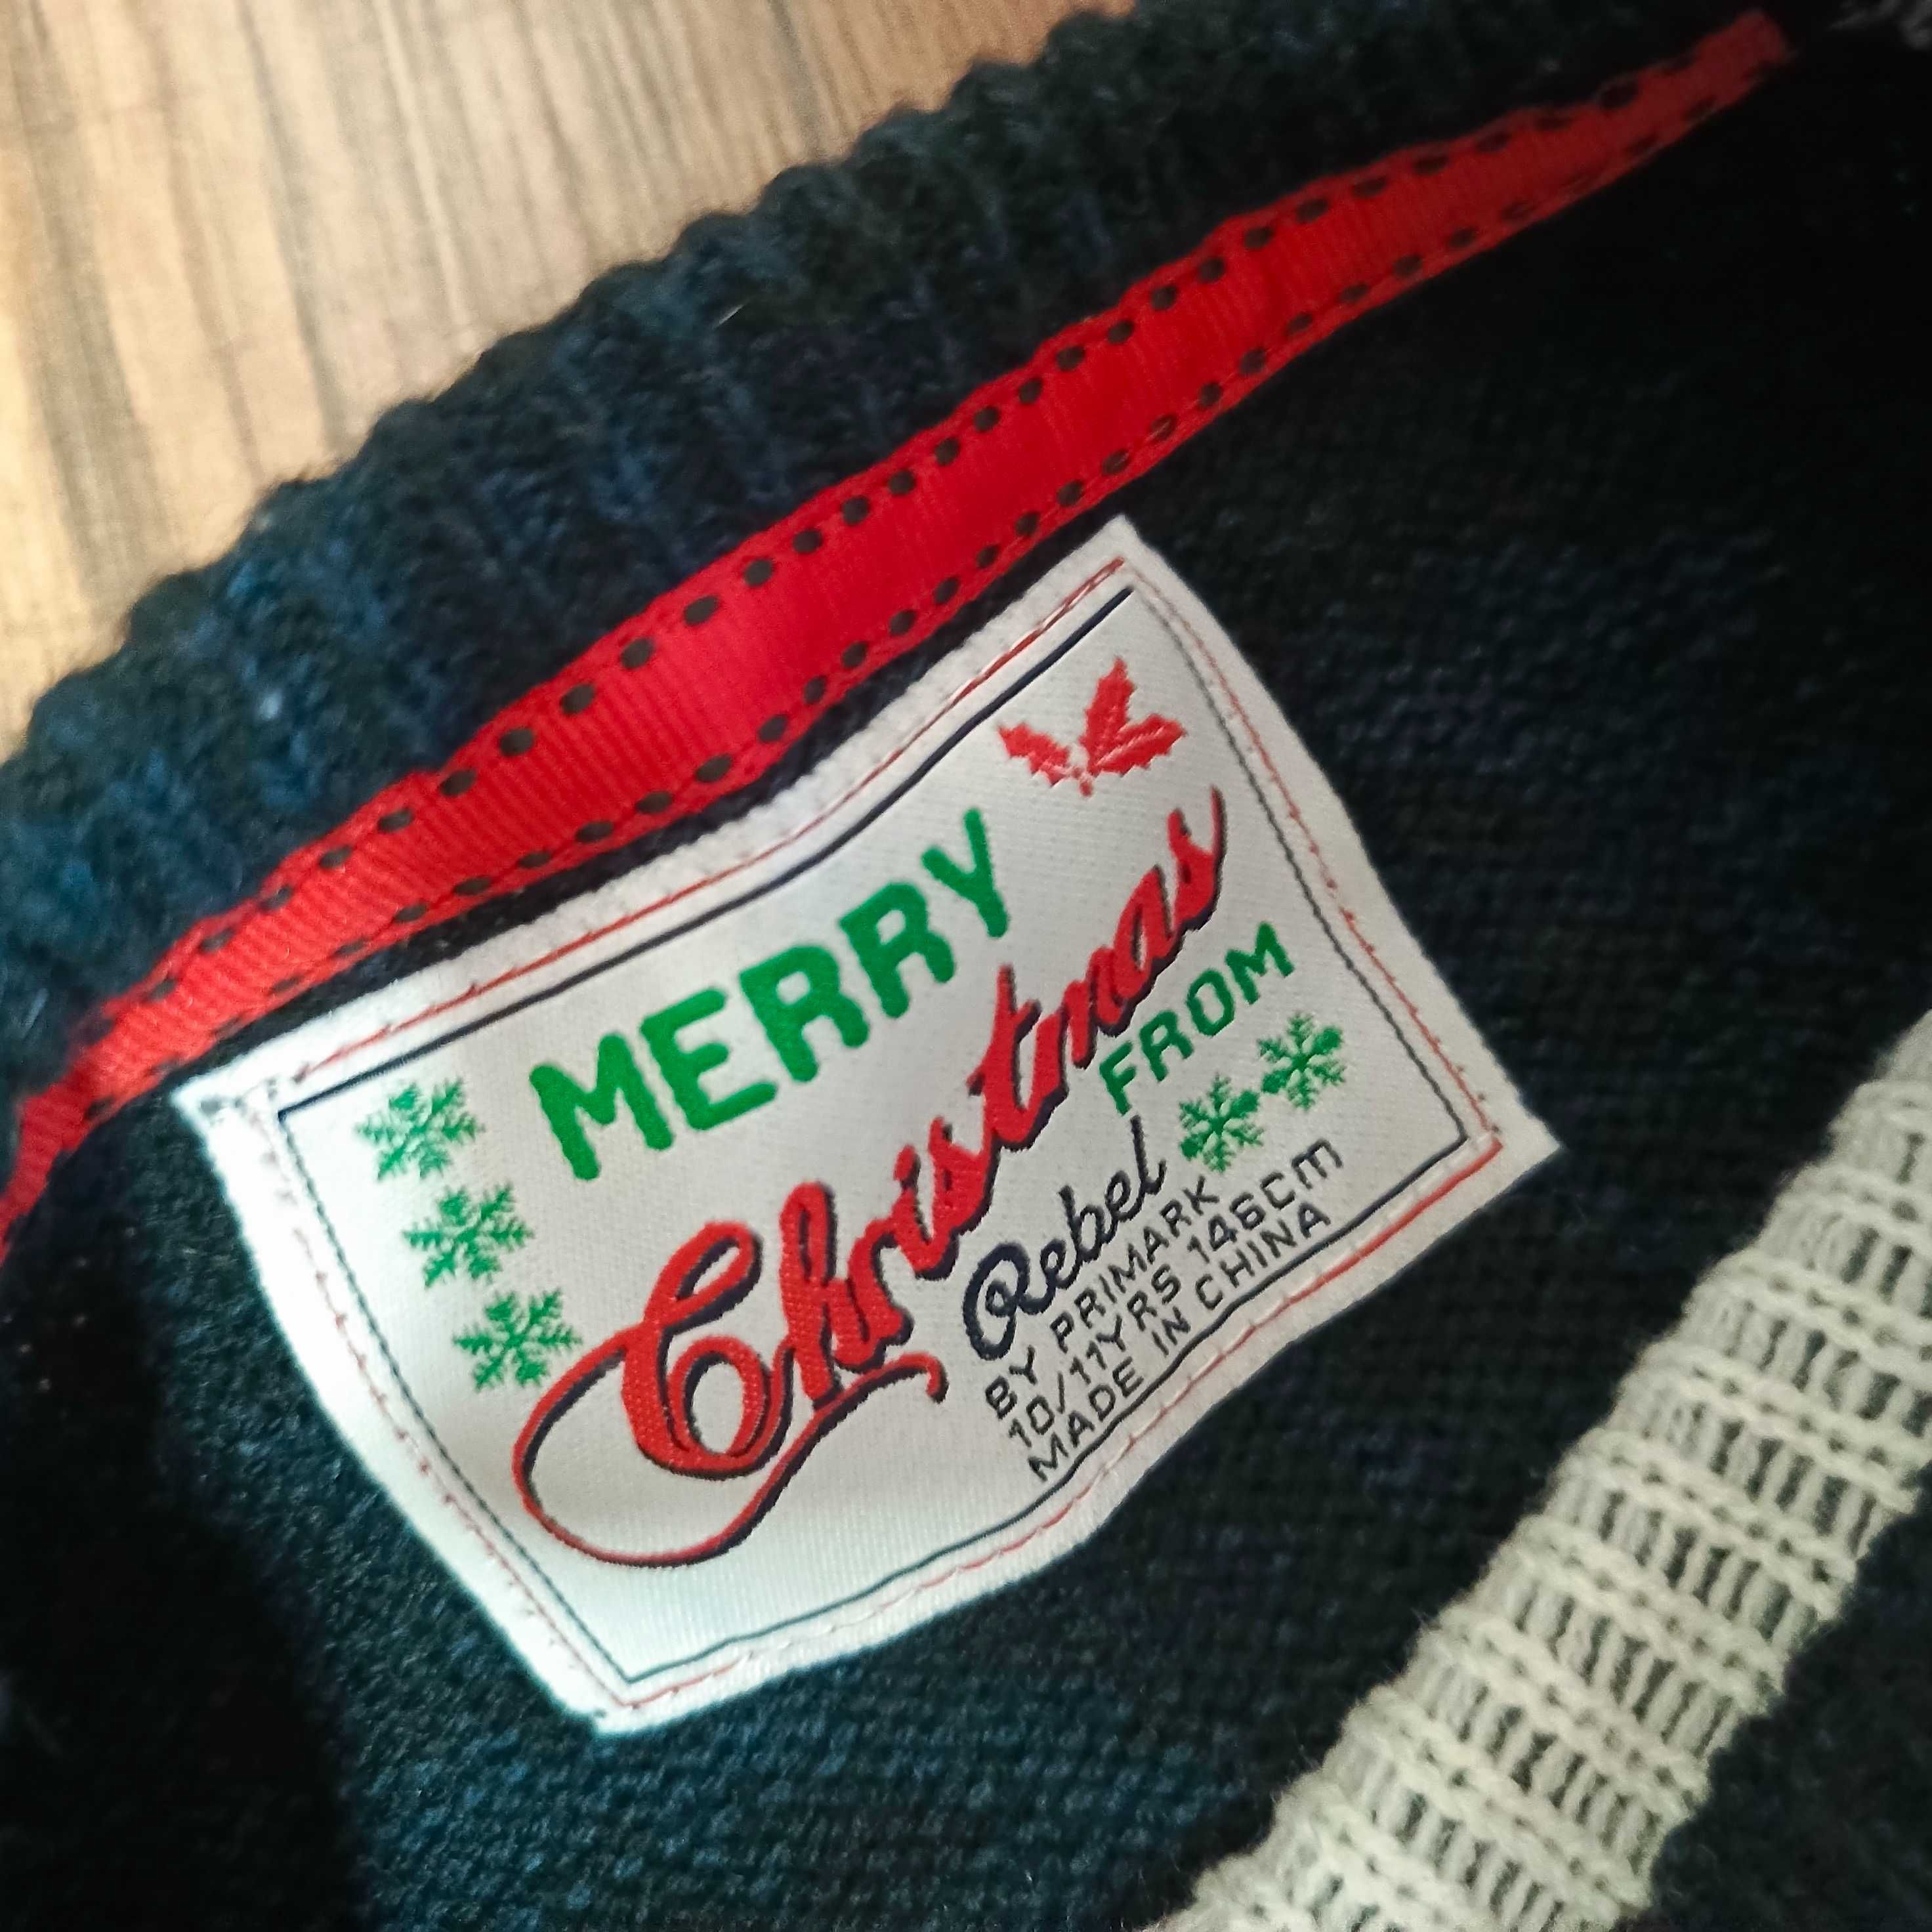 MERRY
Christmas
FROM
Rebel
BY PRIMARK
10/11YRS 146cm
MADE IN CHINA